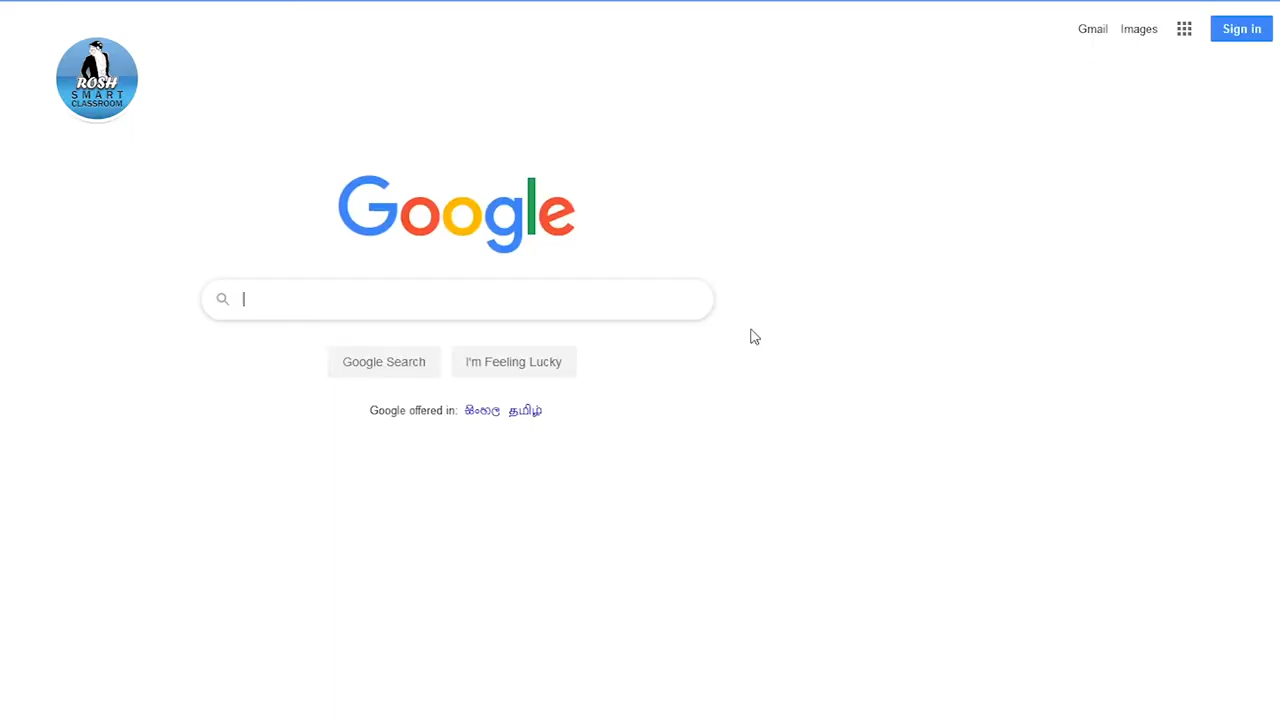 Gmail Images Sign in
ROSH
SMART
CLASSROOM
Google
Google Search I'm Feeling Lucky
Google offered in: සිංහල தமிழ்